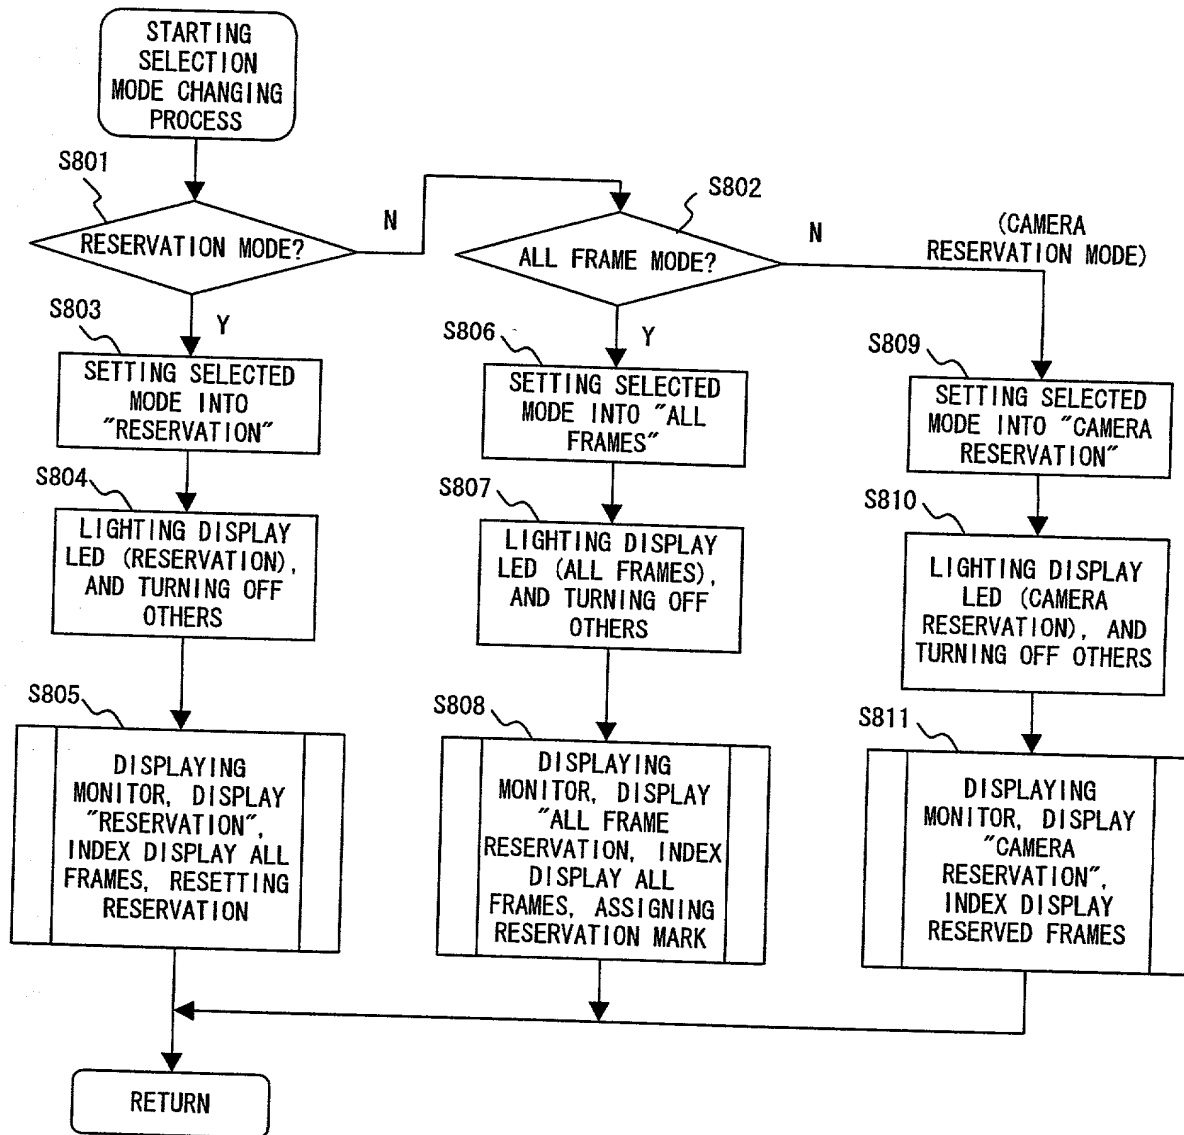 STARTING
SELECTION
MODE CHANGING
PROCESS
S801
RESERVATION MODE?
N
Y
S802
ALL FRAME MODE?
N
Y
(CAMERA
RESERVATION MODE)
S803
SETTING SELECTED
MODE INTO
"RESERVATION"
S804
LIGHTING DISPLAY
LED (RESERVATION),
AND TURNING OFF
OTHERS
S805
DISPLAYING
MONITOR, DISPLAY
"RESERVATION",
INDEX DISPLAY ALL
FRAMES, RESETTING
RESERVATION
S806
SETTING SELECTED
MODE INTO "ALL
FRAMES"
S807
LIGHTING DISPLAY
LED (ALL FRAMES),
AND TURNING OFF
OTHERS
S808
DISPLAYING
MONITOR, DISPLAY
"ALL FRAME
RESERVATION, INDEX
DISPLAY ALL
FRAMES, ASSIGNING
RESERVATION MARK
S809
SETTING SELECTED
MODE INTO "CAMERA
RESERVATION"
S810
LIGHTING DISPLAY
LED (CAMERA
RESERVATION), AND
TURNING OFF OTHERS
S811
DISPLAYING
MONITOR, DISPLAY
"CAMERA
RESERVATION",
INDEX DISPLAY
RESERVED FRAMES
RETURN